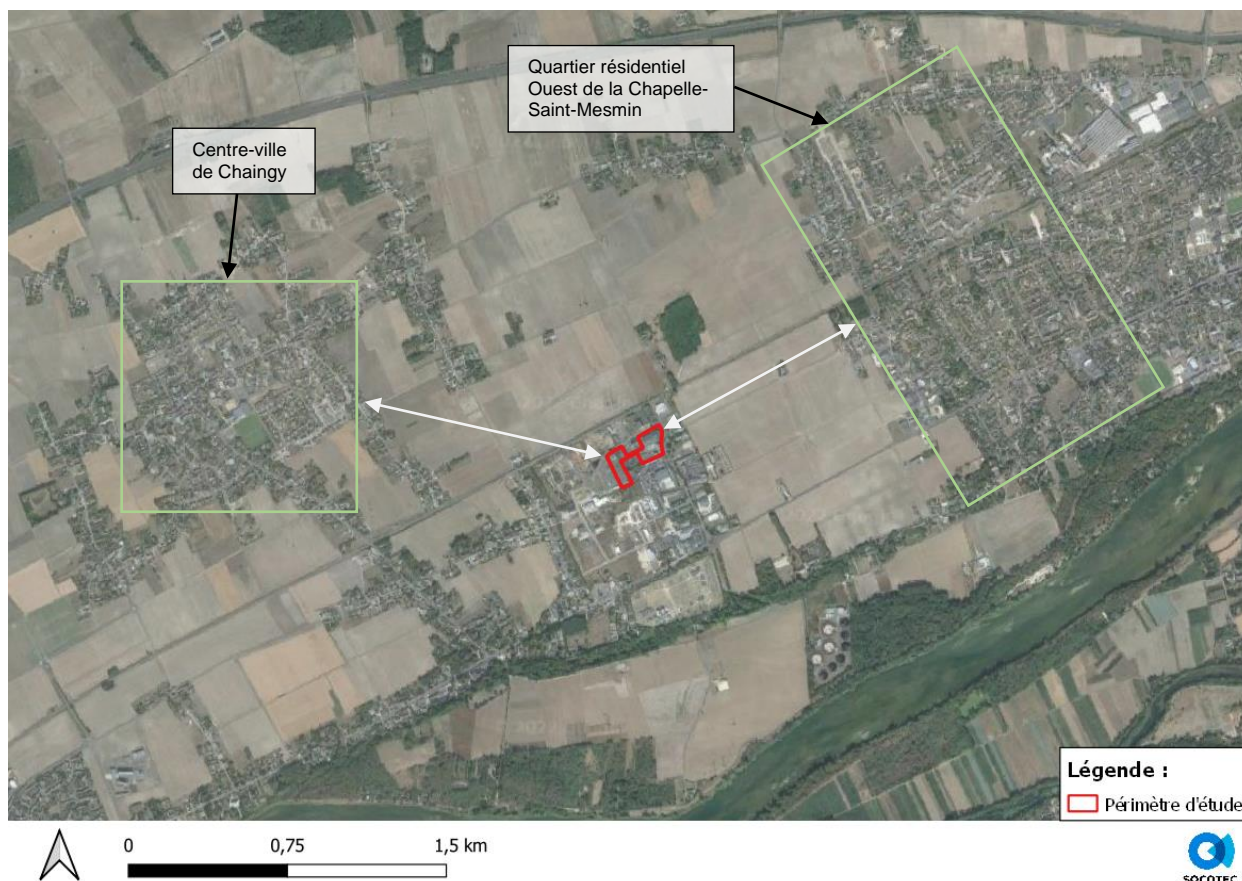 Quartier résidentiel
Ouest de la Chapelle-
Saint-Mesmin
Centre-ville
de Chaingy
Légende :
Périmètre d'étude
0
0,75
1,5 km
SOCOTEC